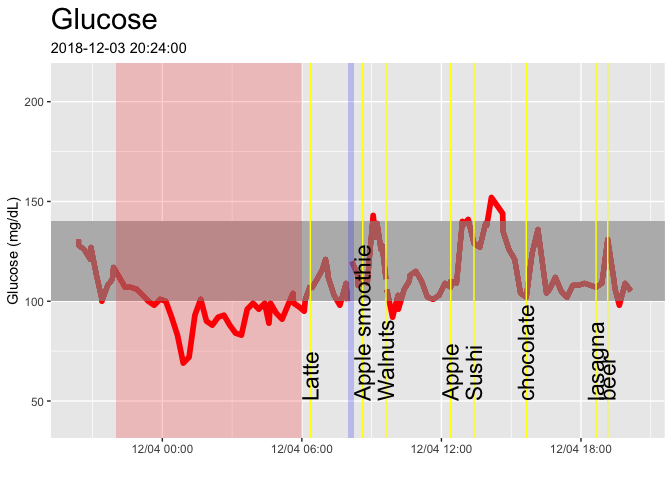 Glucose
2018-12-03 20:24:00
Glucose (mg/dL)
200
150
100
50
Latte
Apple smoothie
Walnuts
Apple
Sushi
chocolate
lasagna
beer
12/04 00:00
12/04 06:00
12/04 12:00
12/04 18:00